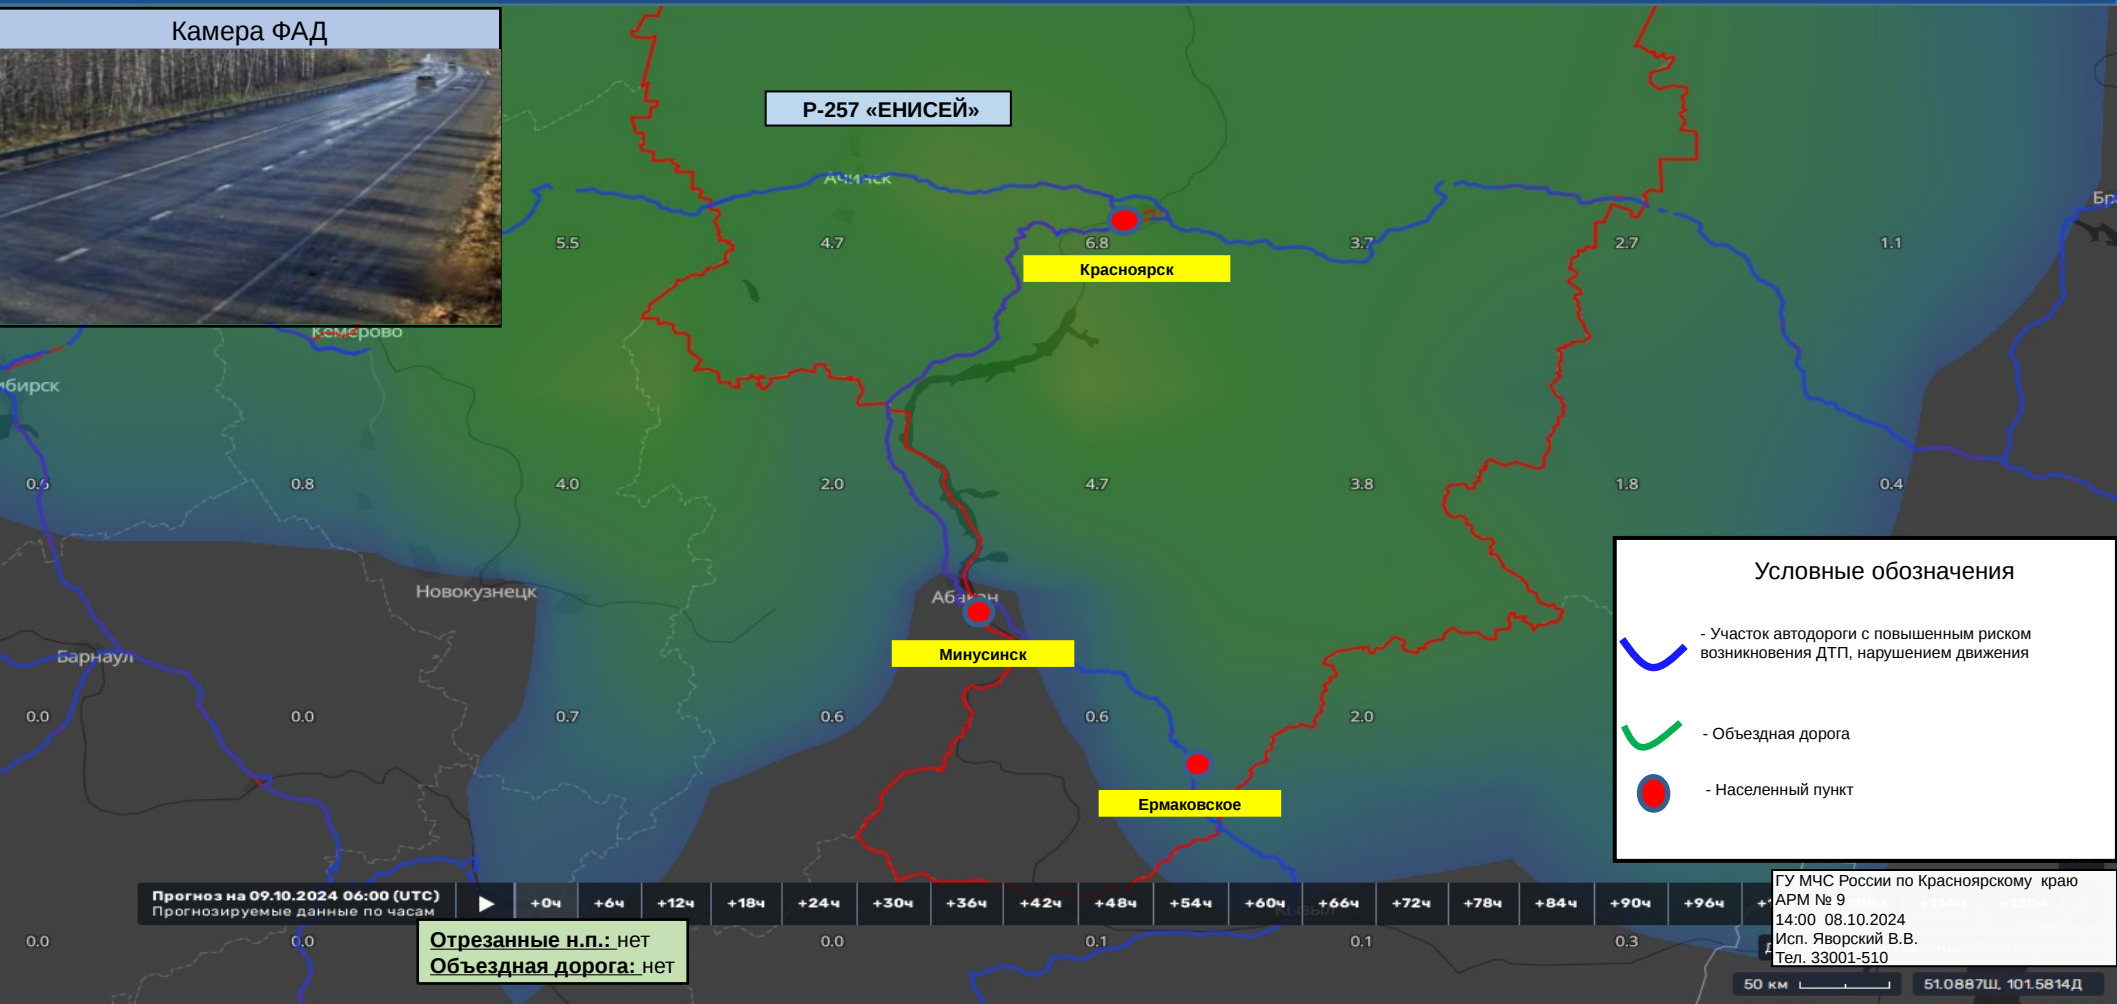 Камера ФАД
Р-257 «ЕНИСЕЙ»
Ачинск
5.5
4.7
6.8
3.7
2.7
1.1
Красноярск
Кемерово
0.8
4.0
2.0
4.7
3.8
1.8
0.4
Новокузнецк
Абакан
Минусинск
Барнаул
0.0
0.0
0.7
0.6
0.6
2.0
Ермаковское
Условные обозначения
- Участок автодороги с повышенным риском
возникновения ДТП, нарушением движения
- Объездная дорога
- Населенный пункт
Прогноз на 09.10.2024 06:00 (UTC)
Прогнозируемые данные по часам
+0ч +6ч +12ч +18ч +24ч +30ч +36ч +42ч +48ч +54ч +60ч +66ч +72ч +78ч +84ч +90ч +96ч
Кызыл
0.0
0.0
0.0
0.1
0.1
0.3
Отрезанные н.п.: нет
Объездная дорога: нет
ГУ МЧС России по Красноярскому края
АРМ № 9
14:00 08.10.2024
Исп. Яворский В.В.
Тел. 33001-510
50 км
51.0887Ш, 101.5814Д